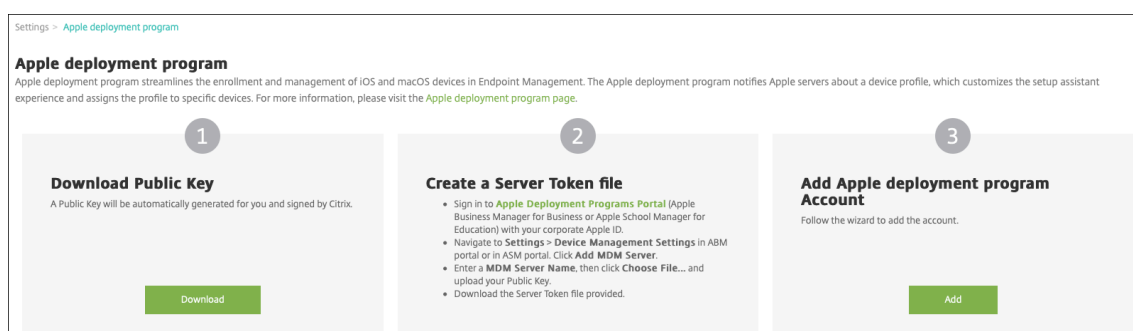 Settings > Apple deployment program
Apple deployment program
Apple deployment program streamlines the enrollment and management of iOS and macOS devices in Endpoint Management. The Apple deployment program notifies Apple servers about a device profile, which customizes the setup assistant
experience and assigns the profile to specific devices. For more information, please visit the Apple deployment program page.
1
Download Public Key
A Public Key will be automatically generated for you and signed by Citrix.
Download
2
Create a Server Token file
• Sign in to Apple Deployment Programs Portal (Apple
Business Manager for Business or Apple School Manager for
Education) with your corporate Apple ID.
• Navigate to Settings > Device Management Settings in ABM
portal or in ASM portal. Click Add MDM Server.
• Enter a MDM Server Name, then click Choose File... and
upload your Public Key.
• Download the Server Token file provided.
3
Add Apple deployment program
Account
Follow the wizard to add the account.
Add